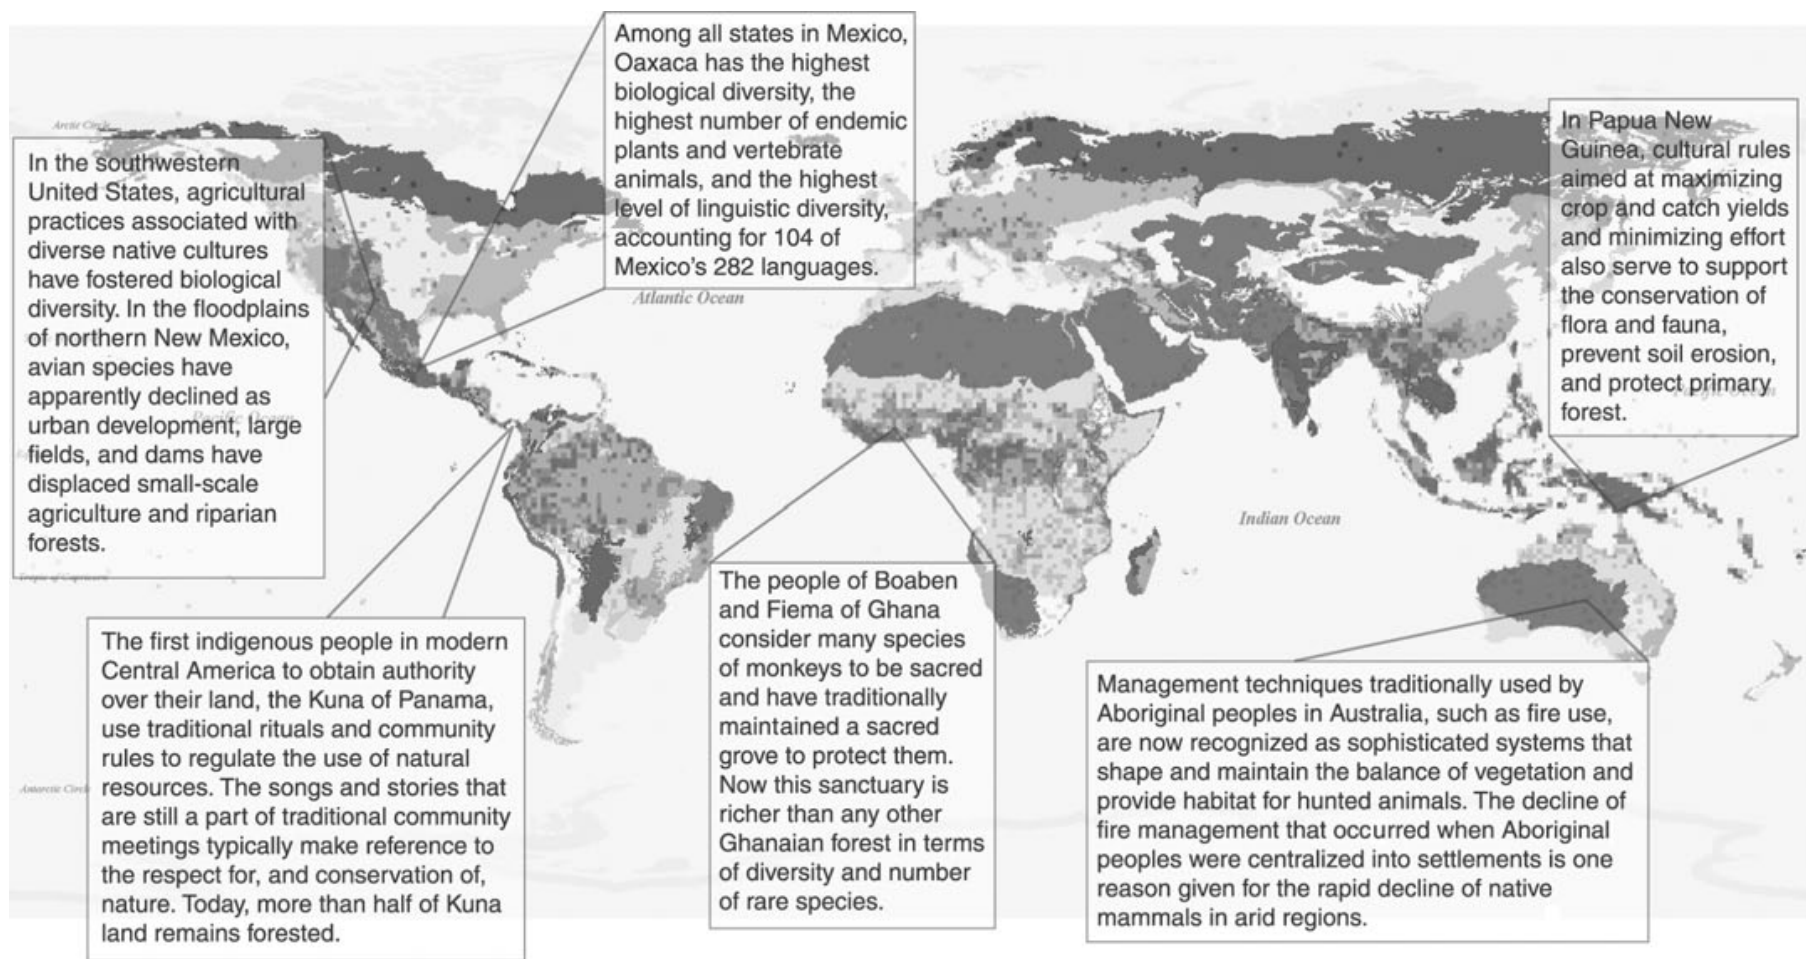 Among all states in Mexico,
Oaxaca has the highest
biological diversity, the
highest number of endemic
plants and vertebrate
animals, and the highest
level of linguistic diversity,
accounting for 104 of
Mexico's 282 languages.
Arctic Circle
In the southwestern
United States, agricultural
practices associated with
diverse native cultures
have fostered biological
diversity. In the floodplains
of northern New Mexico,
avian species have
apparently declined as
urban development, large
fields, and dams have
displaced small-scale
agriculture and riparian
forests.
In Papua New
Guinea, cultural rules
aimed at maximizing
crop and catch yields
and minimizing effort
also serve to support
the conservation of
flora and fauna,
prevent soil erosion,
and protect primary
forest.
Atlantic Ocean
Pacific Ocean
Pacific Ocean
Indian Ocean
Tropic of Capricorn
The first indigenous people in modern
Central America to obtain authority
over their land, the Kuna of Panama,
use traditional rituals and community
rules to regulate the use of natural
resources. The songs and stories that
are still a part of traditional community
meetings typically make reference to
the respect for, and conservation of,
nature. Today, more than half of Kuna
land remains forested.
Antarctic Circle
The people of Boaben
and Fiema of Ghana
consider many species
of monkeys to be sacred
and have traditionally
maintained a sacred
grove to protect them.
Now this sanctuary is
richer than any other
Ghanaian forest in terms
of diversity and number
of rare species.
Management techniques traditionally used by
Aboriginal peoples in Australia, such as fire use,
are now recognized as sophisticated systems that
shape and maintain the balance of vegetation and
provide habitat for hunted animals. The decline of
fire management that occurred when Aboriginal
peoples were centralized into settlements is one
reason given for the rapid decline of native
mammals in arid regions.